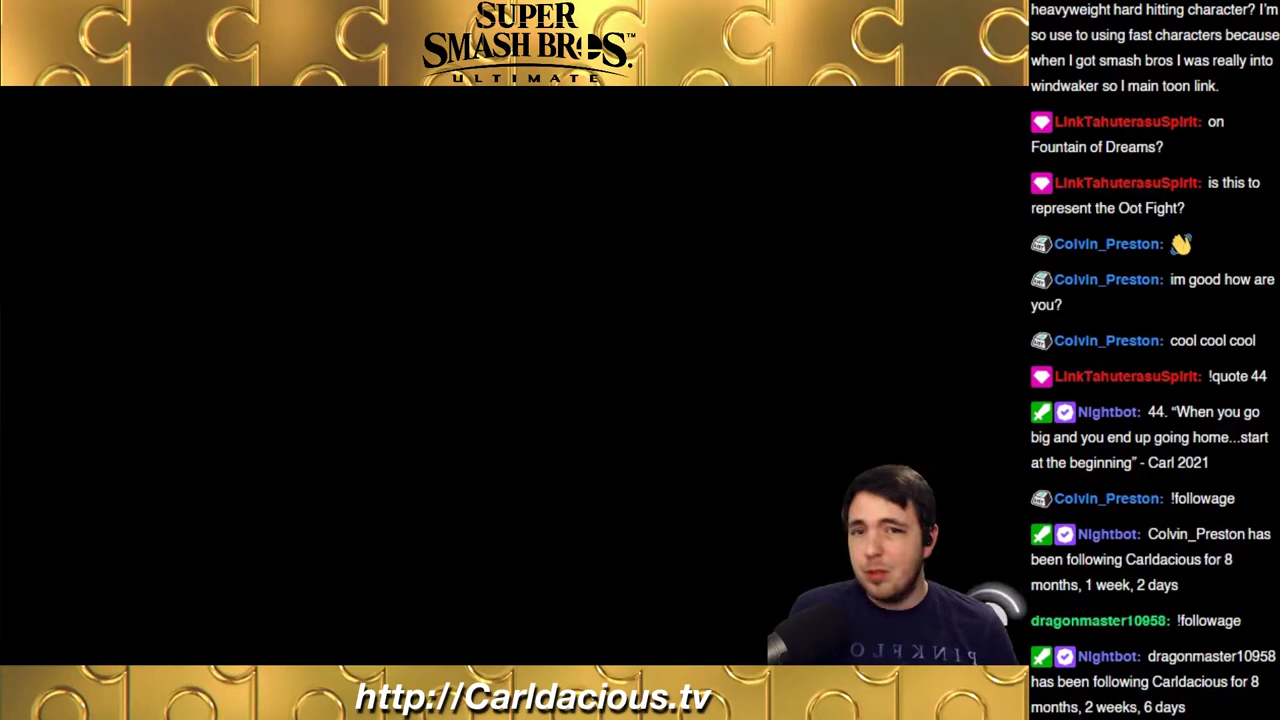 SUPER
SMASH BROS.™
ULTIMATE
heavyweight hard hitting character? I'm
so use to using fast characters because
when I got smash bros I was really into
windwaker so I main toon link.
LinkTahuterasuSpirit: on
Fountain of Dreams?
LinkTahuterasuSpirit: is this to
represent the Oot Fight?
Colvin_Preston: 👋
Colvin_Preston: im good how are
you?
Colvin_Preston: cool cool cool
LinkTahuterasuSpirit: !quote 44
Nightbot: 44. “When you go
big and you end up going home...start
at the beginning” - Carl 2021
Colvin_Preston: !followage
Nightbot: Colvin_Preston has
been following Carldacious for 8
months, 1 week, 2 days
dragonmaster10958: !followage
Nightbot: dragonmaster10958
has been following Carldacious for 8
months, 2 weeks, 6 days
PINK FLO
http://Carldacious.tv